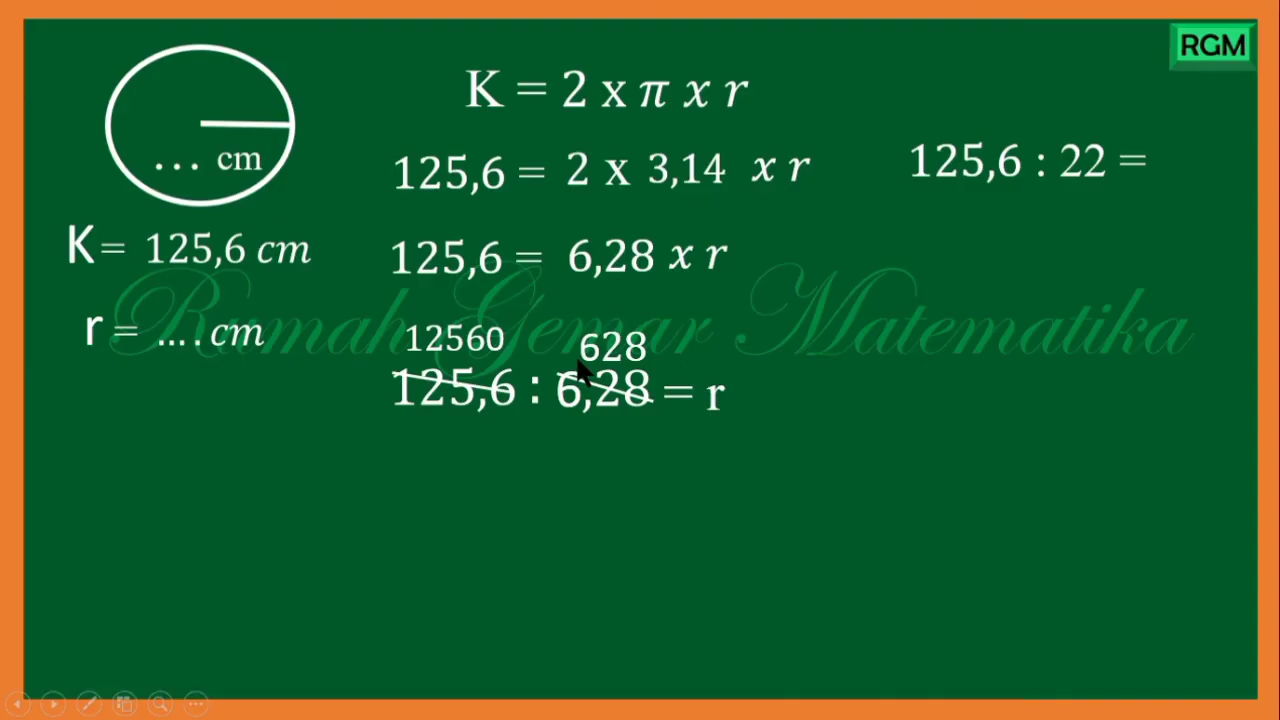 RGM
K = 2 x π x r
... cm
125,6 = 2 x 3,14 x r
125,6 : 22 =
K = 125,6 cm
125,6 = 6,28 x r
Rumah Gemar Matematika
r = .... cm
12560 628
125,6 : 6,28 = r